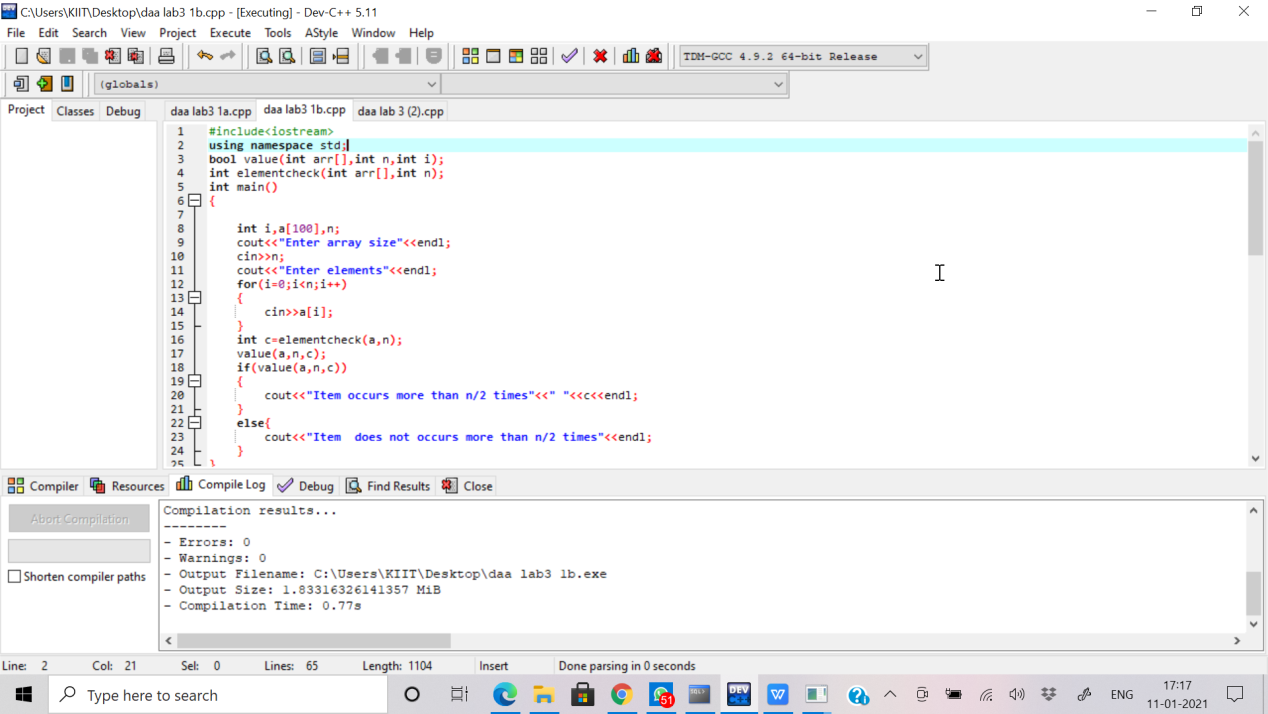 C:\Users\KIIT\Desktop\daa lab3 1b.cpp - [Executing] - Dev-C++ 5.11
File Edit Search View Project Execute Tools AStyle Window Help
TDM-GCC 4.9.2 64-bit Release
(globals)
Project Classes Debug daa lab3 1a.cpp daa lab3 1b.cpp daa lab 3 (2).cpp
1 #include<iostream>
2 using namespace std;
3 bool value(int arr[],int n,int i);
4 int elementcheck(int arr[],int n);
5 int main()
6 {
7
8 int i,a[100],n;
9 cout<<"Enter array size"<<endl;
10 cin>>n;
11 cout<<"Enter elements"<<endl;
12 for(i=0;i<n;i++)
13 {
14 cin>>a[i];
15 }
16 int c=elementcheck(a,n);
17 value(a,n,c);
18 if(value(a,n,c))
19 {
20 cout<<"Item occurs more than n/2 times"<<" "<<c<<endl;
21 }
22 else{
23 cout<<"Item  does not occurs more than n/2 times"<<endl;
24 }
25 }
Compiler Resources Compile Log Debug Find Results Close
Abort Compilation
Shorten compiler paths
Compilation results...
--------
- Errors: 0
- Warnings: 0
- Output Filename: C:\Users\KIIT\Desktop\daa lab3 1b.exe
- Output Size: 1.83316326141357 MiB
- Compilation Time: 0.77s
Line: 2 Col: 21 Sel: 0 Lines: 65 Length: 1104 Insert Done parsing in 0 seconds
Type here to search
51
DEV
ENG
17:17
11-01-2021